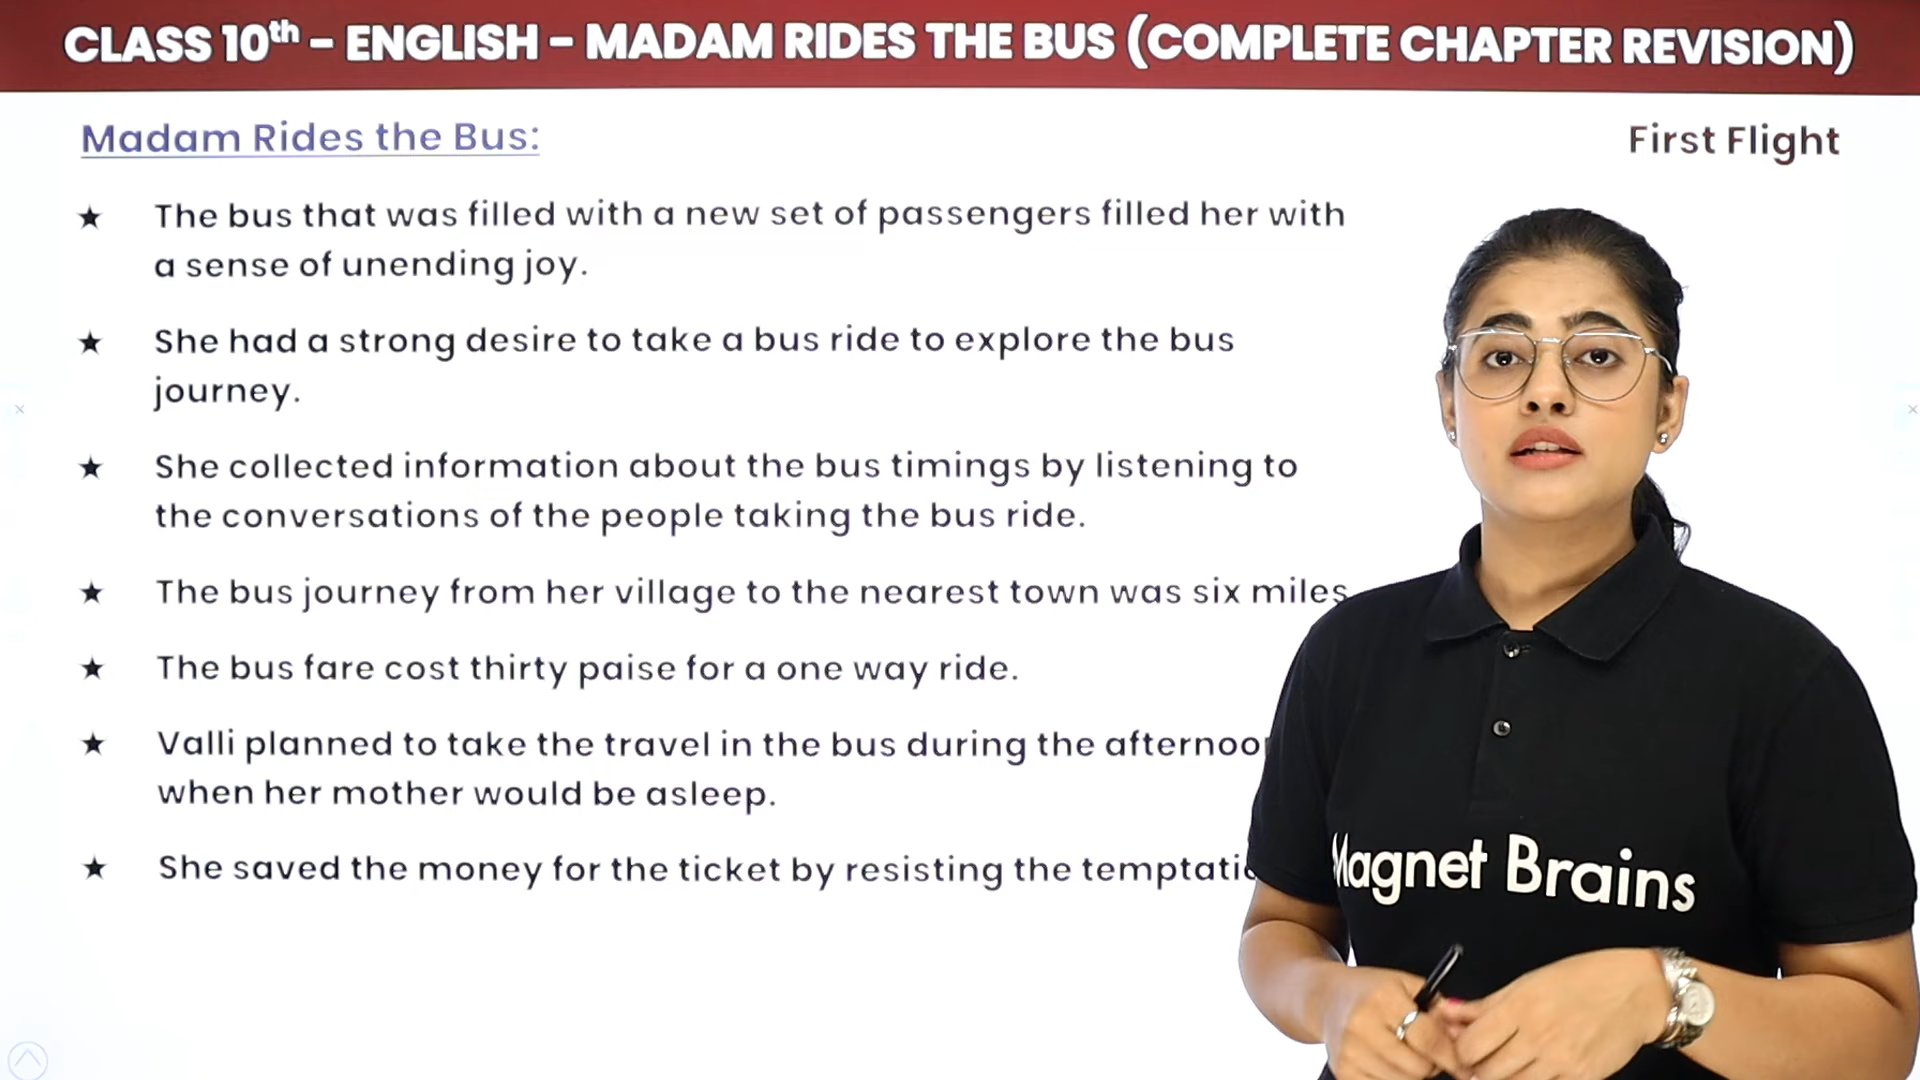 CLASS 10th – ENGLISH – MADAM RIDES THE BUS (COMPLETE CHAPTER REVISION)
Madam Rides the Bus:
First Flight
★ The bus that was filled with a new set of passengers filled her with
a sense of unending joy.
★ She had a strong desire to take a bus ride to explore the bus
journey.
★ She collected information about the bus timings by listening to
the conversations of the people taking the bus ride.
★ The bus journey from her village to the nearest town was six miles
★ The bus fare cost thirty paise for a one way ride.
★ Valli planned to take the travel in the bus during the
when her mother would be asleep.
★ She saved the money for the ticket by resisting the
Magnet Brains